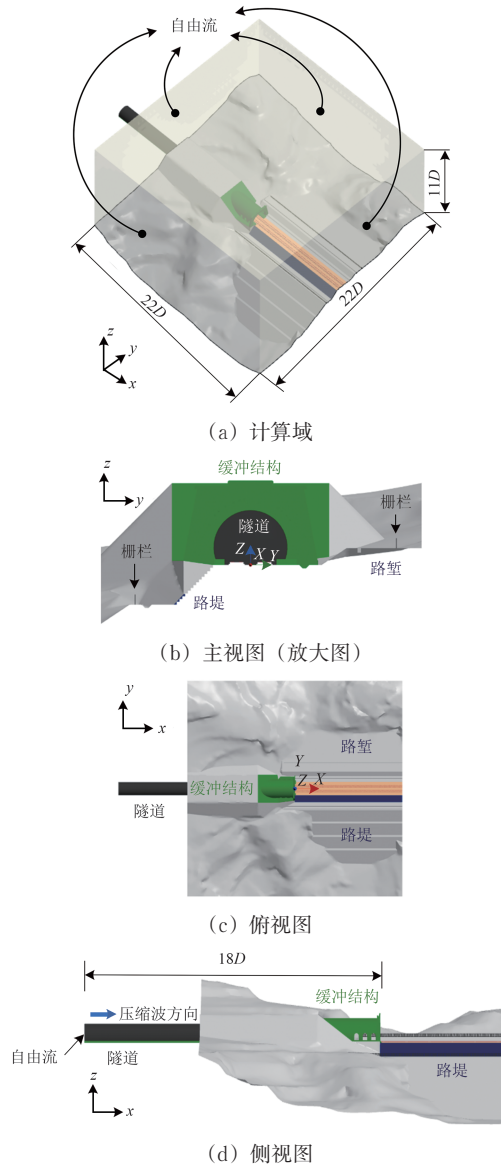 自由流
11D
22D
22D
z
y
x
（a）计算域
z
y
缓冲结构
隧道
Z
X
Y
栅栏
栅栏
路堑
路堤
（b）主视图（放大图）
y
x
路堑
Y
Z
X
缓冲结构
隧道
路堤
（c）俯视图
18D
缓冲结构
压缩波方向
自由流
隧道
路堤
z
x
（d）侧视图